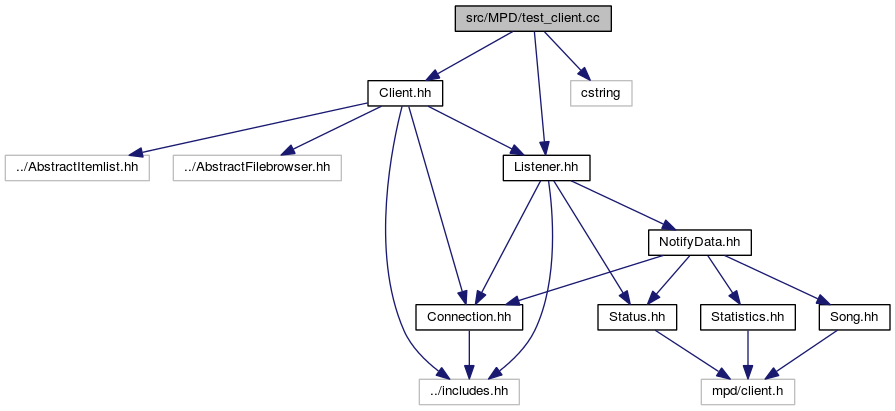 src/MPD/test_client.cc
Client.hh
cstring
../AbstractItemlist.hh
../AbstractFilebrowser.hh
Listener.hh
NotifyData.hh
Connection.hh
Status.hh
Statistics.hh
Song.hh
../includes.hh
mpd/client.h